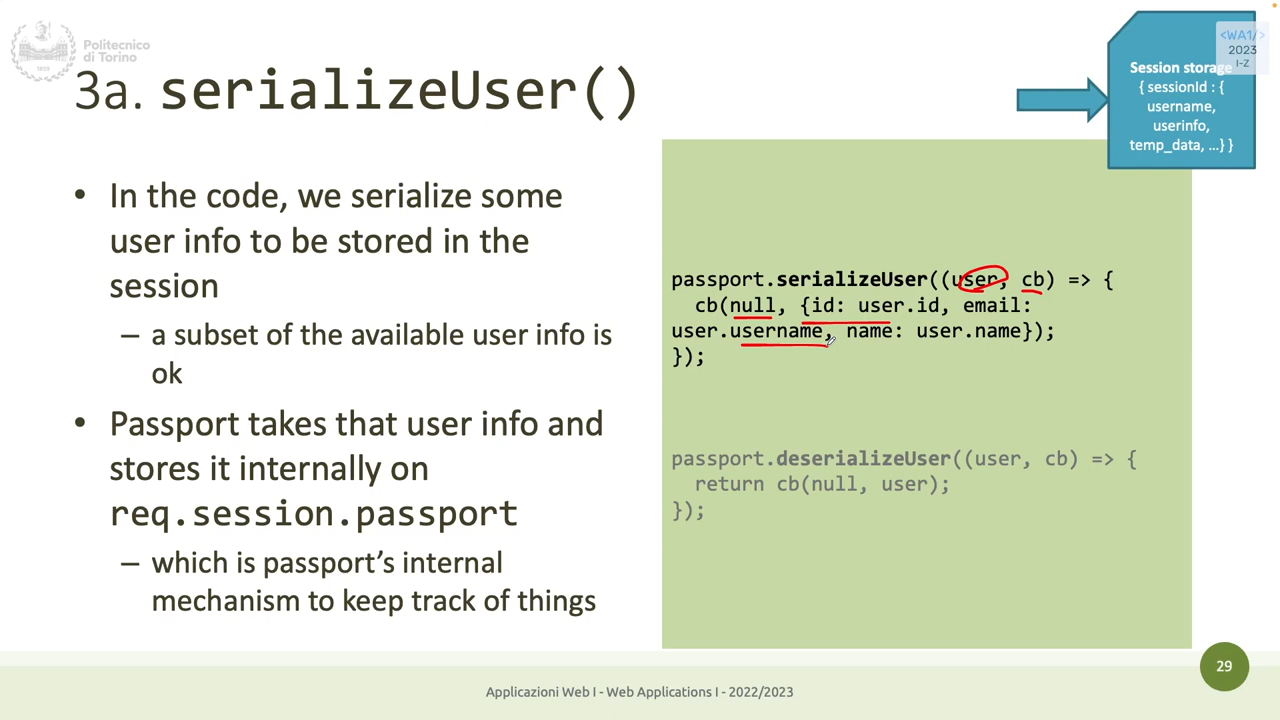 Politecnico
di Torino
3a. serializeUser()
<WA1/>
2023
I-Z
Session storage
{ sessionId : {
username,
userinfo,
temp_data, ...} }
• In the code, we serialize some
user info to be stored in the
session
– a subset of the available user info is
ok
• Passport takes that user info and
stores it internally on
req.session.passport
– which is passport's internal
mechanism to keep track of things
passport.serializeUser((user, cb) => {
cb(null, {id: user.id, email:
user.username, name: user.name});
});
passport.deserializeUser((user, cb) => {
return cb(null, user);
});
29
Applicazioni Web I - Web Applications I - 2022/2023